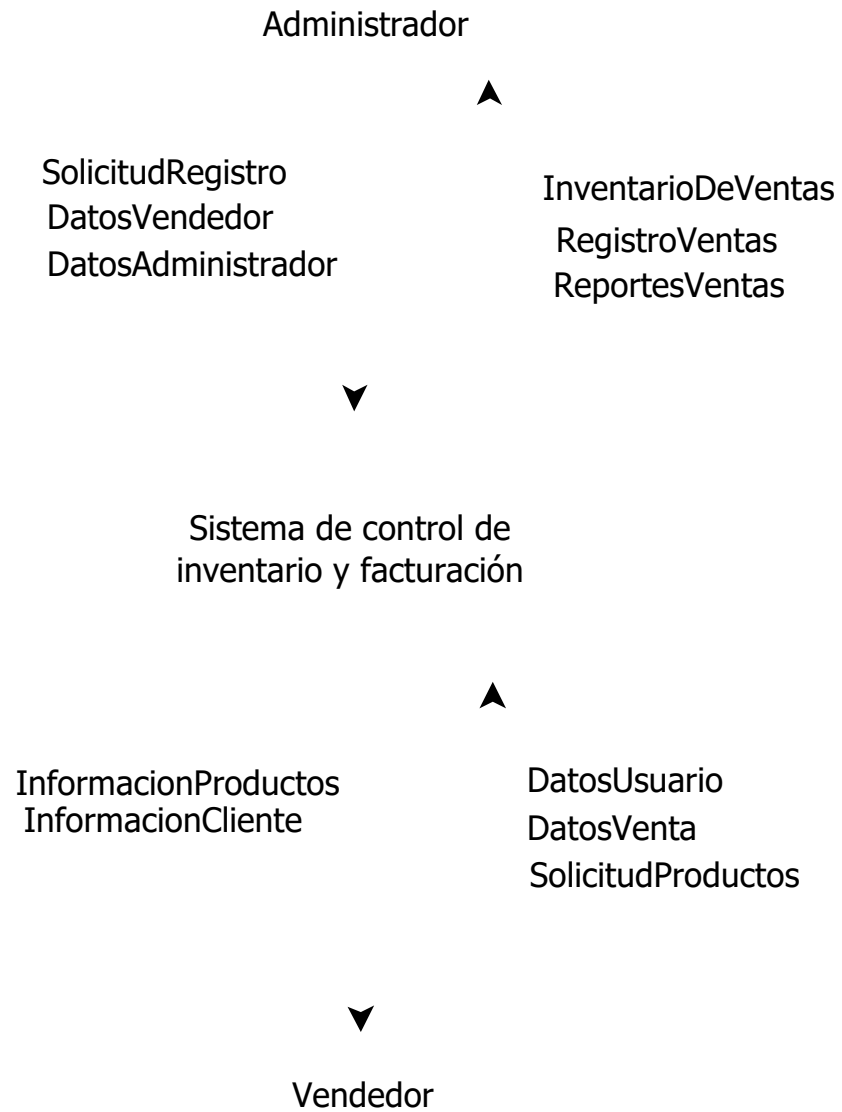 Administrador
SolicitudRegistro
DatosVendedor
DatosAdministrador
InventarioDeVentas
RegistroVentas
ReportesVentas
Sistema de control de
inventario y facturación
InformacionProductos
InformacionCliente
DatosUsuario
DatosVenta
SolicitudProductos
Vendedor